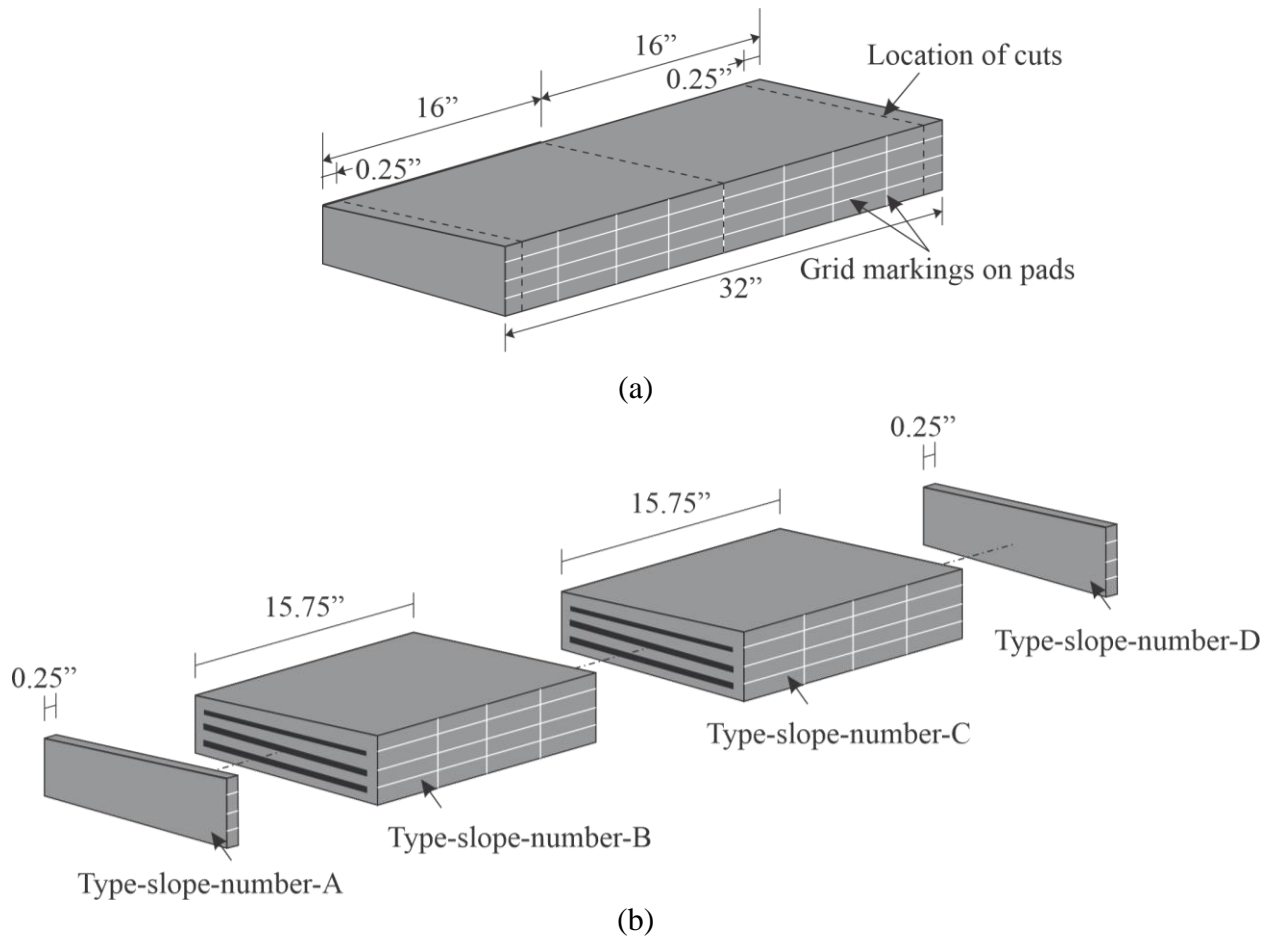 16”
Location of cuts
0.25”
16”
0.25”
Grid markings on pads
32”
(a)
0.25”
15.75”
15.75”
Type-slope-number-D
0.25”
Type-slope-number-C
Type-slope-number-B
Type-slope-number-A
(b)